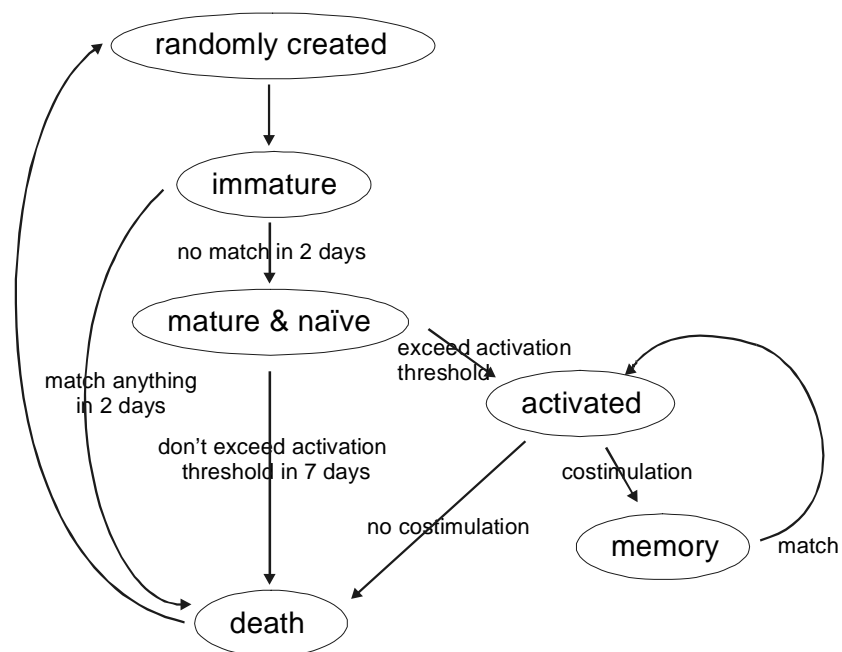 randomly created
immature
no match in 2 days
mature & naïve
exceed activation
threshold
match anything
in 2 days
activated
don't exceed activation
threshold in 7 days
costimulation
no costimulation
memory
match
death